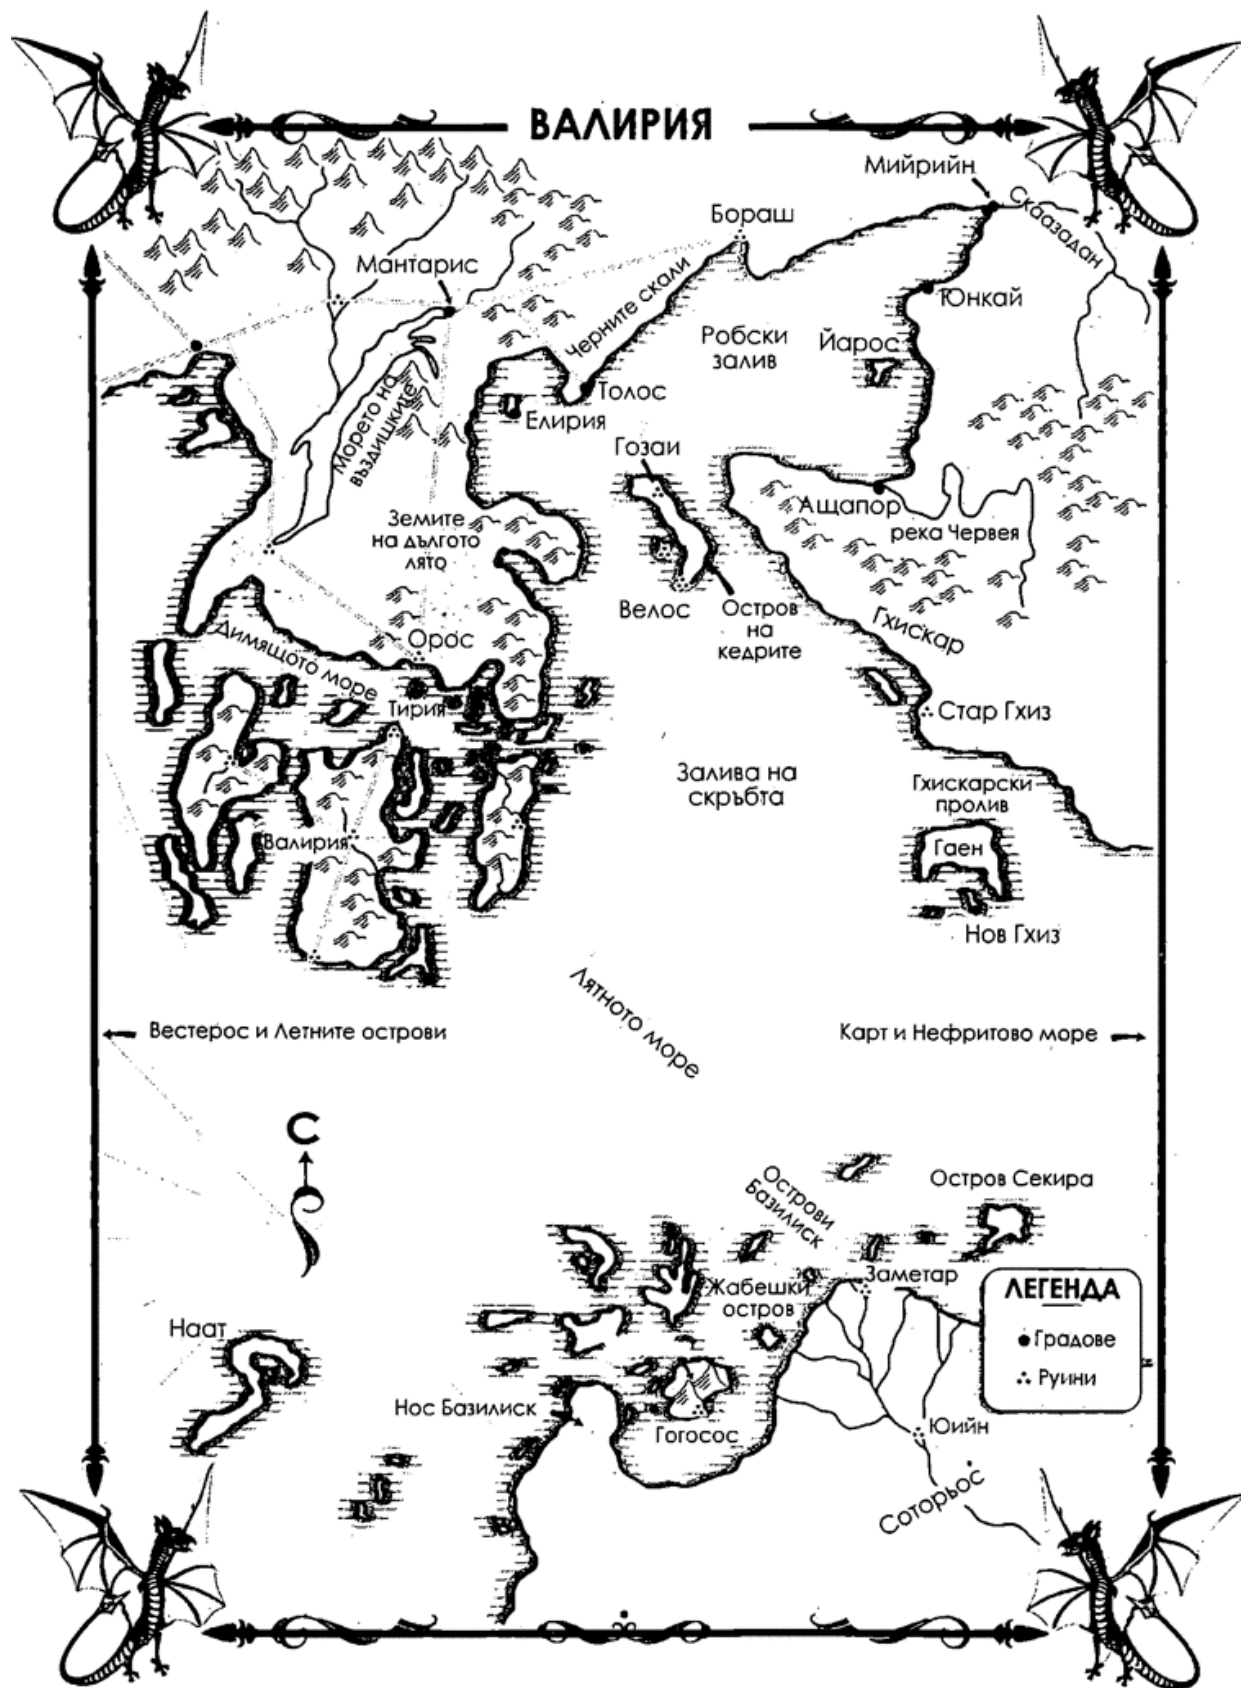 ВАЛИРИЯ
Мийрийн
Скаазадан
Бораш
Мантарис
Юнкай
Черните скали
Робски
залив
Йарос
Толос
Елирия
Морето на
въздишките
Гозаи
Ащапор
река Червея
Земите
на дългото
лято
Велос
Остров
на
кедрите
Гхискар
Орос
Димящото море
Тирия
Стар Гхиз
Залива на
скръбта
Гхискарски
пролив
Валирия
Гаен
Нов Гхиз
Лятното море
Вестерос и Летните острови
Карт и Нефритово море
С
Острови
Базилиск
Остров Секира
Заметар
Жабешки
остров
ЛЕГЕНДА
Градове
Руини
Наат
Нос Базилиск
Гогосос
Юийн
Соторьос